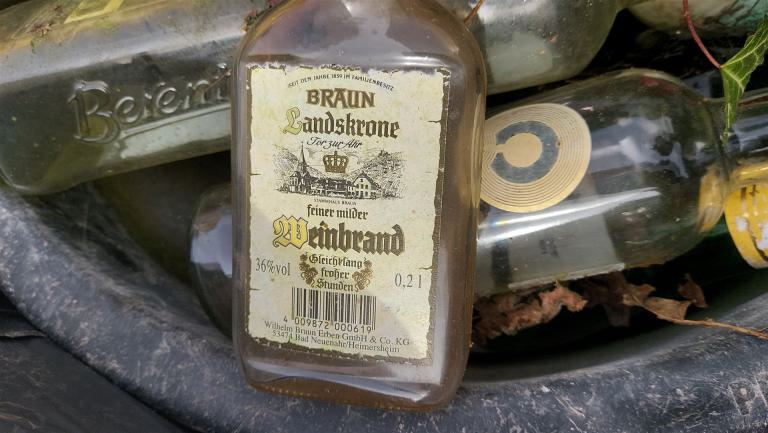 Berent
SEIT DEM JAHRE 1859 IM FAMILIENBESITZ
BRAUN
Landskrone
Tor zur Ahr
STAMMHAUS BRAUN
feiner milder
Weinbrand
Gleichklang
froher
Stunden
36%vol
0,2 l
4 009872 000619
Wilhelm Braun Erben GmbH & Co. KG
53474 Bad Neuenahr/Heimersheim